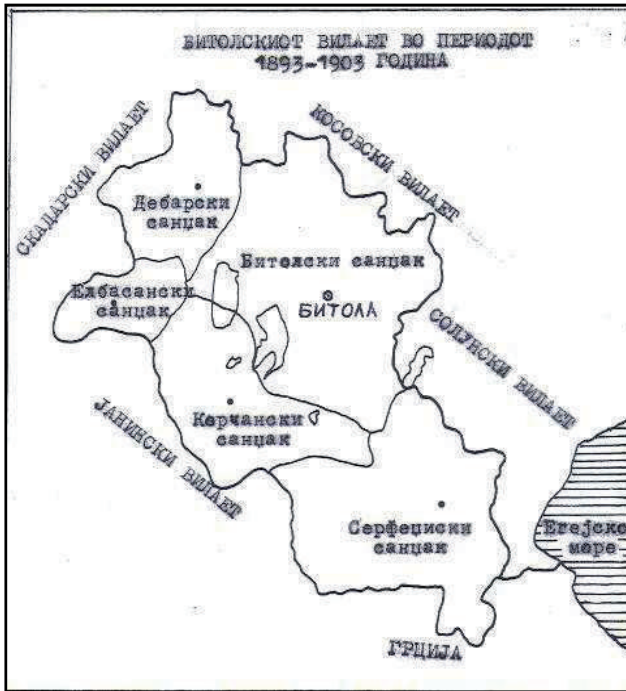 БИТОЛСКИОТ ВИЛАЕТ ВО ПЕРИОДОТ
1893-1903 ГОДИНА
СКАДАРСКИ ВИЛАЕТ
КОСОВСКИ ВИЛАЕТ
Дебарски
санџак
Битолски санџак
Елбасански
санџак
БИТОЛА
СОЛУНСКИ ВИЛАЕТ
ЈАНИНСКИ ВИЛАЕТ
Корчански
санџак
Серфециски
санџак
Егејско
море
ГРЦИЈА